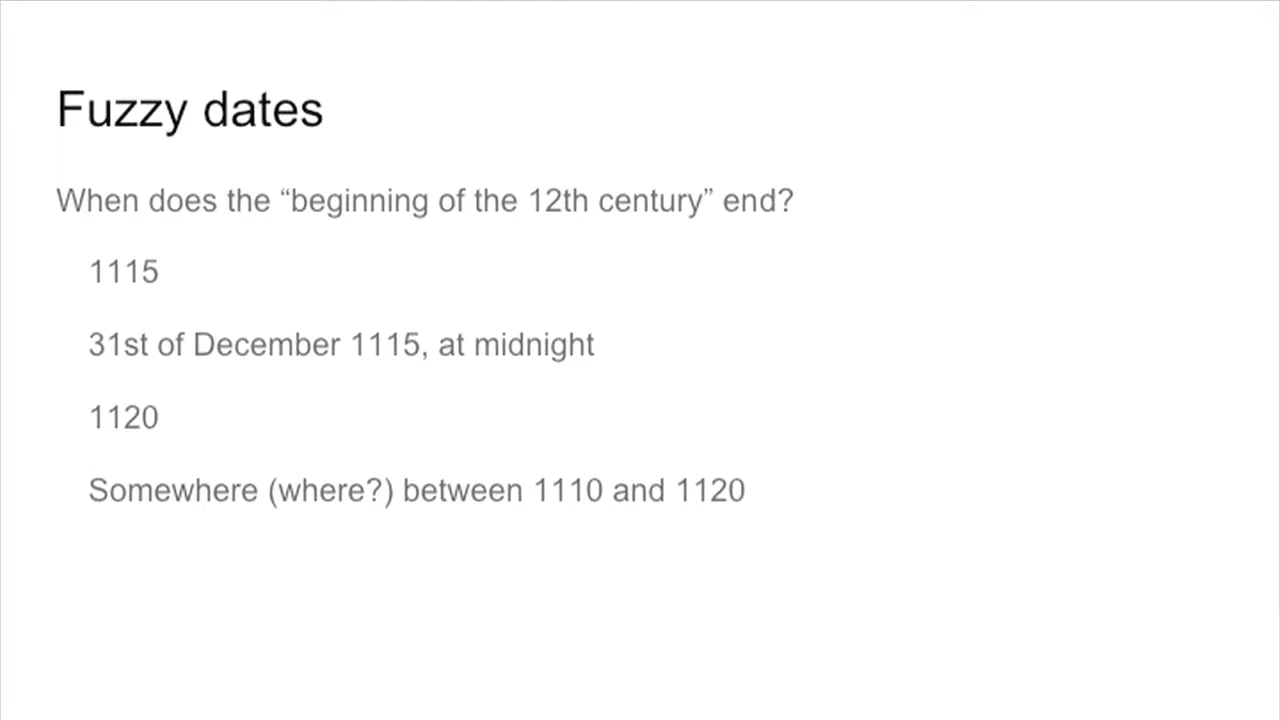 Fuzzy dates
When does the “beginning of the 12th century” end?
1115
31st of December 1115, at midnight
1120
Somewhere (where?) between 1110 and 1120